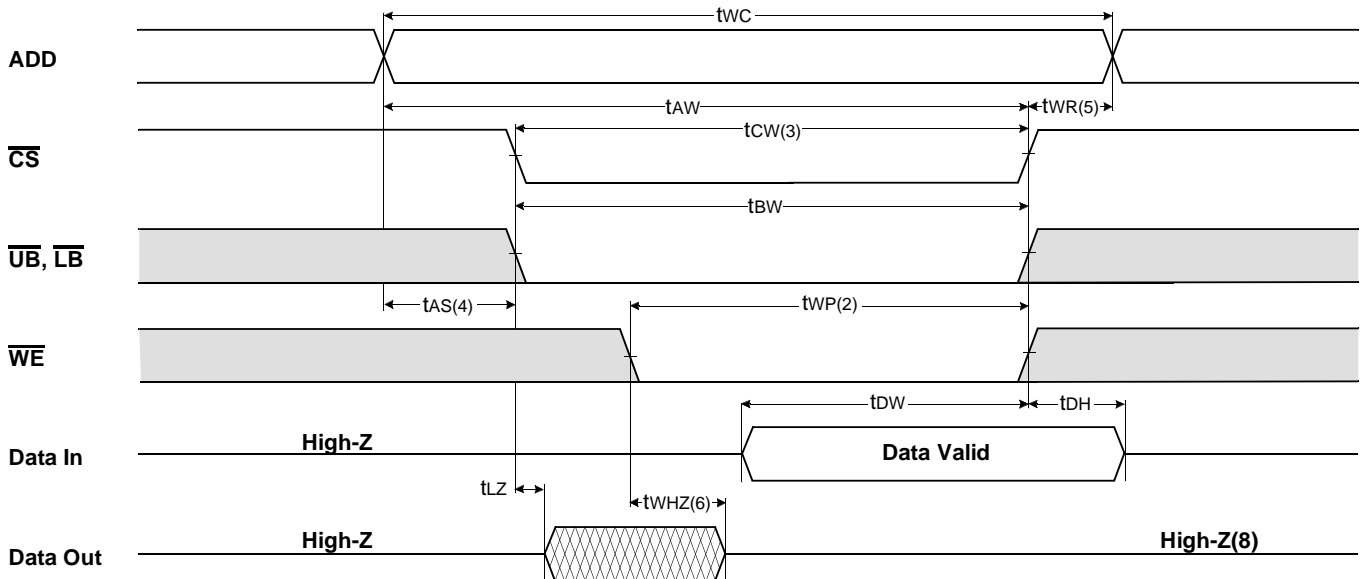 tWC
ADD
tAW
tWR(5)
tCW(3)
CS
tBW
UB, LB
tAS(4)
tWP(2)
WE
tDW
tDH
High-Z
Data Valid
Data In
tLZ
tWHZ(6)
High-Z
High-Z(8)
Data Out